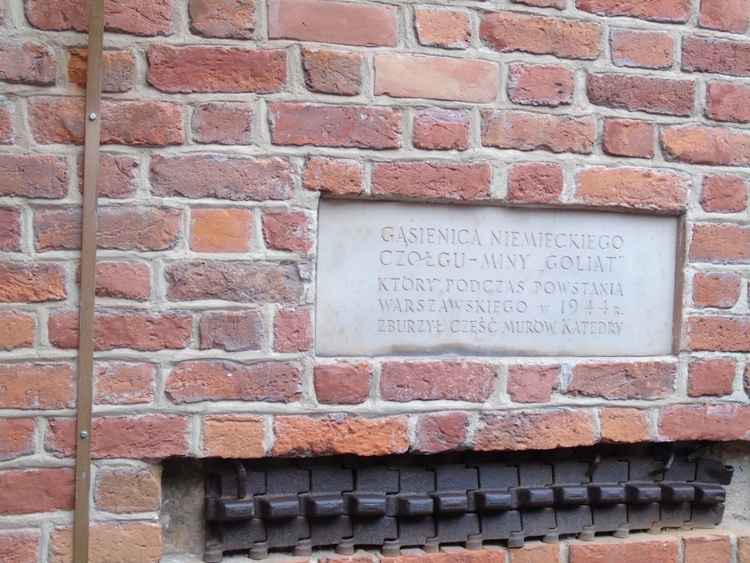 GĄSIENICA NIEMIECKIEGO
CZOŁGU-MINY „GOLIAT"
KTÓRY PODCZAS POWSTANIA
WARSZAWSKIEGO W 1944 R.
ZBURZYŁ CZĘŚĆ MURÓW KATEDRY